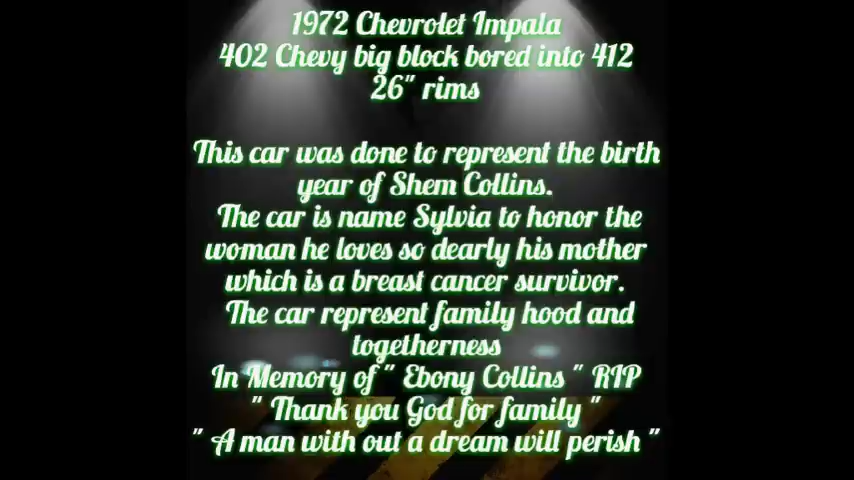 1972 Chevrolet Impala
402 Chevy big block bored into 412
26" rims
This car was done to represent the birth
year of Shem Collins.
The car is name Sylvia to honor the
woman he loves so dearly his mother
which is a breast cancer survivor.
The car represent family hood and
togetherness
In Memory of " Ebony Collins " RIP
" Thank you God for family "
" A man with out a dream will perish "